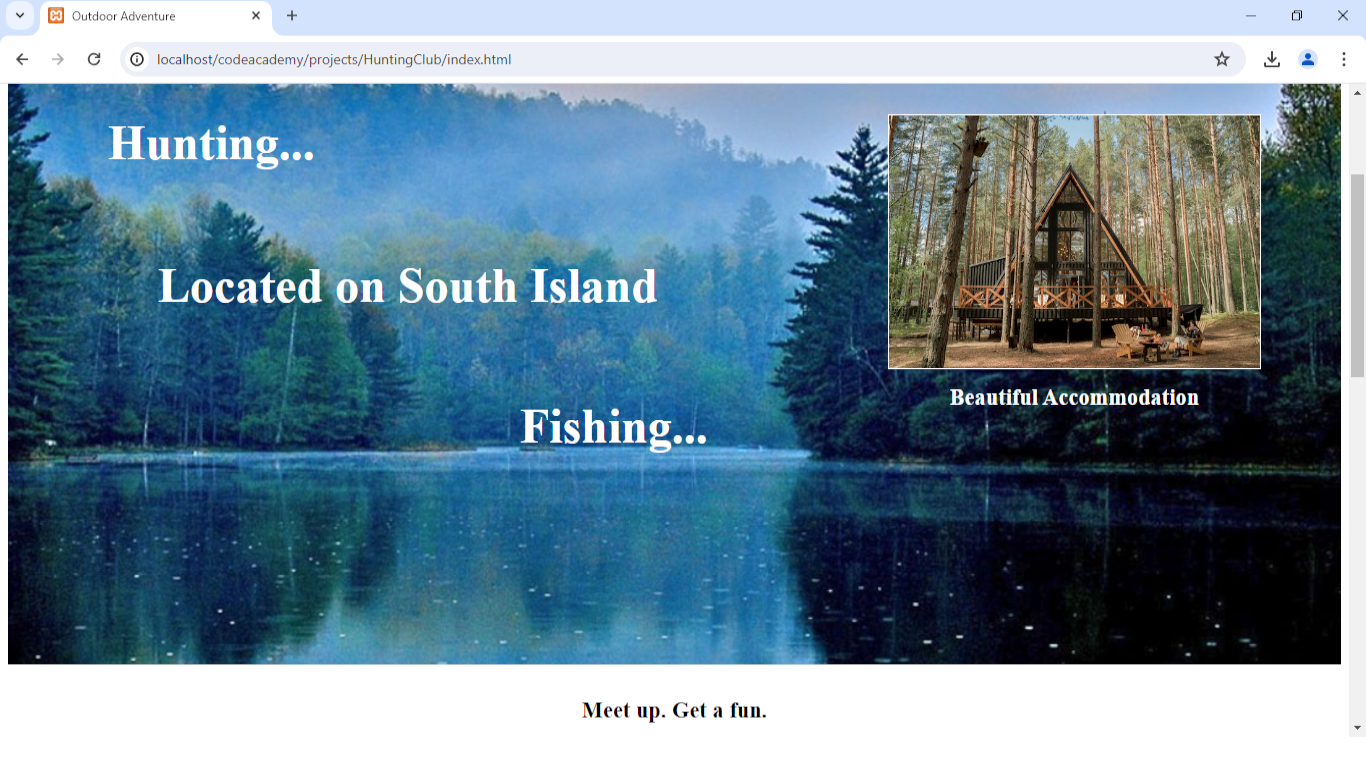 Outdoor Adventure
localhost/codeacademy/projects/HuntingClub/index.html
Hunting...
Located on South Island
Fishing...
Beautiful Accommodation
Meet up. Get a fun.